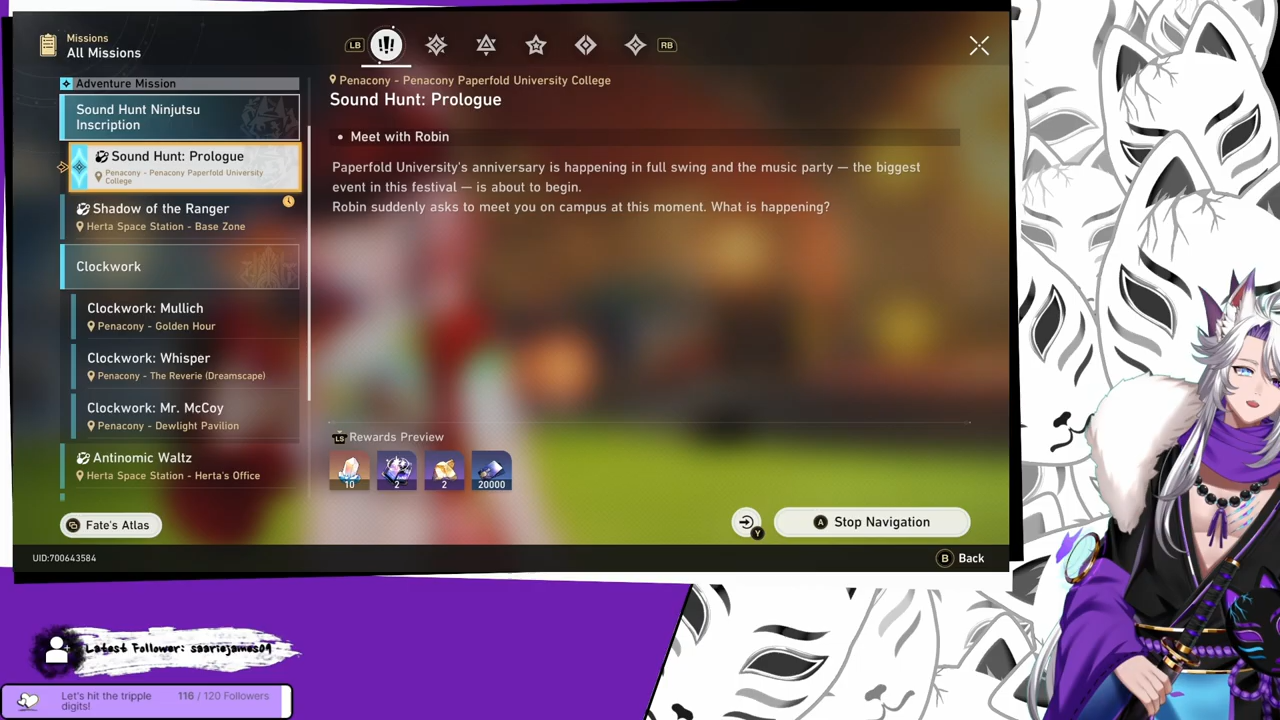 Missions
All Missions
LB
RB
Adventure Mission
Sound Hunt Ninjutsu
Inscription
Sound Hunt: Prologue
Penacony - Penacony Paperfold University
College
Shadow of the Ranger
Herta Space Station - Base Zone
Clockwork
Clockwork: Mullich
Penacony - Golden Hour
Clockwork: Whisper
Penacony - The Reverie (Dreamscape)
Clockwork: Mr. McCoy
Penacony - Dewlight Pavilion
Antinomic Waltz
Herta Space Station - Herta's Office
Fate's Atlas
Penacony - Penacony Paperfold University College
Sound Hunt: Prologue
• Meet with Robin
Paperfold University's anniversary is happening in full swing and the music party — the biggest
event in this festival — is about to begin.
Robin suddenly asks to meet you on campus at this moment. What is happening?
LS Rewards Preview
10 2 2 20000
Y
A Stop Navigation
UID:700643584
B Back
Latest Follower: saariejames09
Let's hit the tripple
digits!
116 / 120 Followers